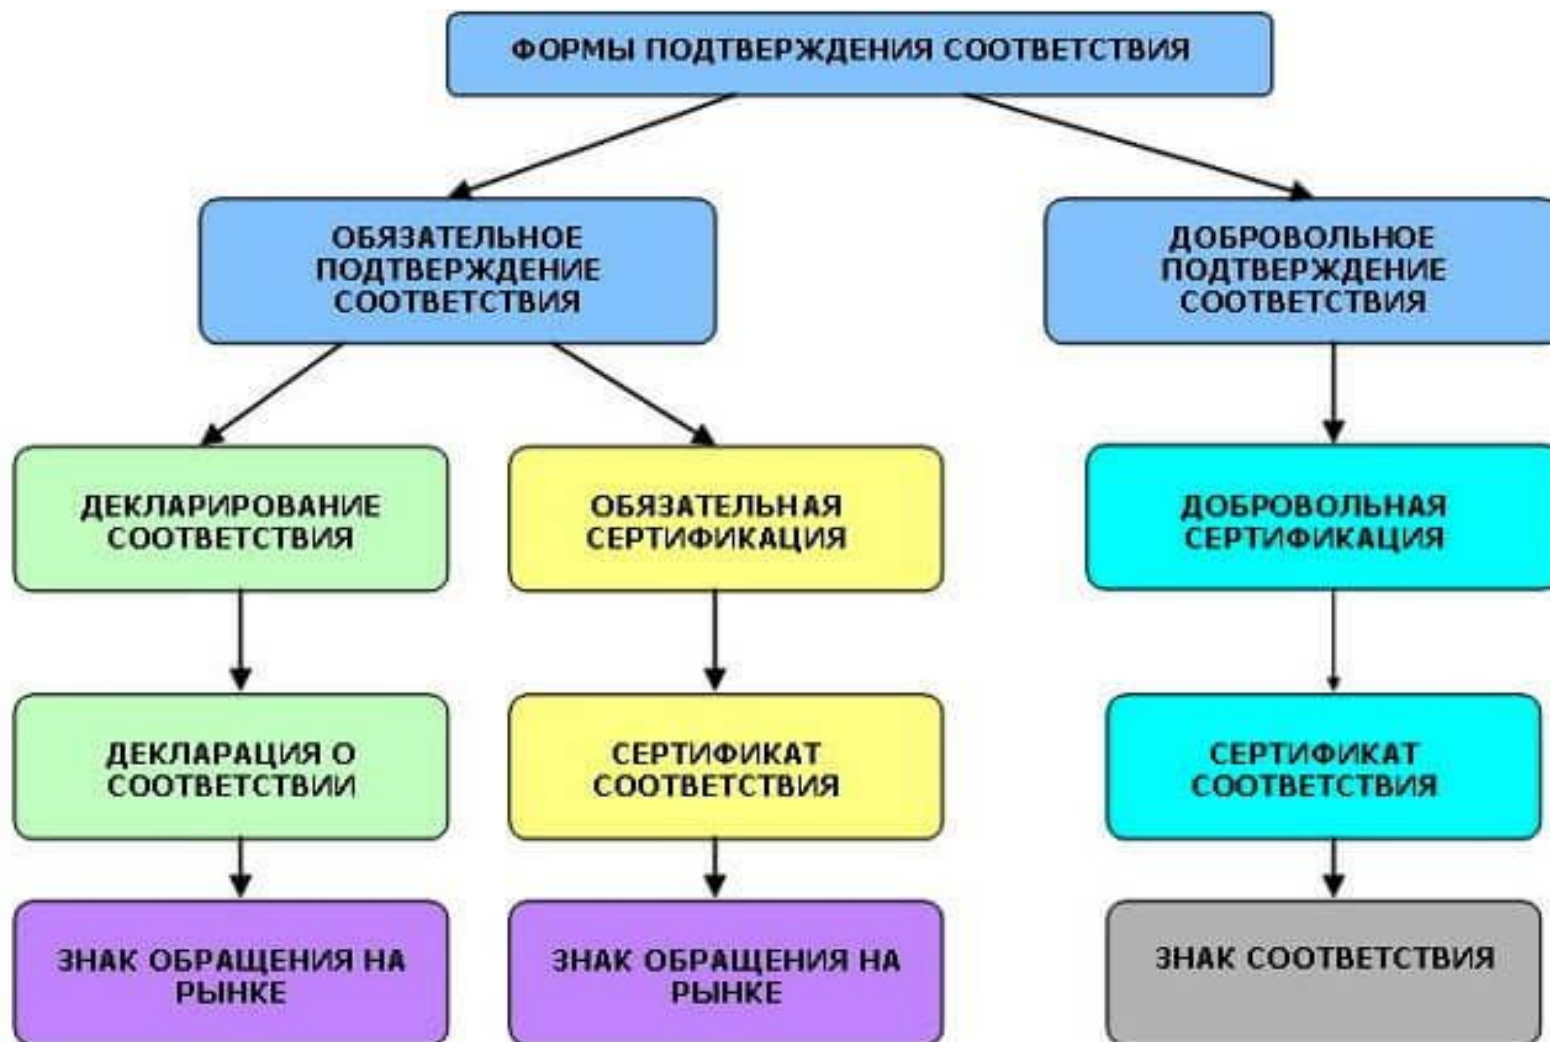 ФОРМЫ ПОДТВЕРЖДЕНИЯ СООТВЕТСТВИЯ
ОБЯЗАТЕЛЬНОЕ
ПОДТВЕРЖДЕНИЕ
СООТВЕТСТВИЯ
ДОБРОВОЛЬНОЕ
ПОДТВЕРЖДЕНИЕ
СООТВЕТСТВИЯ
ДЕКЛАРИРОВАНИЕ
СООТВЕТСТВИЯ
ОБЯЗАТЕЛЬНАЯ
СЕРТИФИКАЦИЯ
ДОБРОВОЛЬНАЯ
СЕРТИФИКАЦИЯ
ДЕКЛАРАЦИЯ О
СООТВЕТСТВИИ
СЕРТИФИКАТ
СООТВЕТСТВИЯ
СЕРТИФИКАТ
СООТВЕТСТВИЯ
ЗНАК ОБРАЩЕНИЯ НА
РЫНКЕ
ЗНАК ОБРАЩЕНИЯ НА
РЫНКЕ
ЗНАК СООТВЕТСТВИЯ